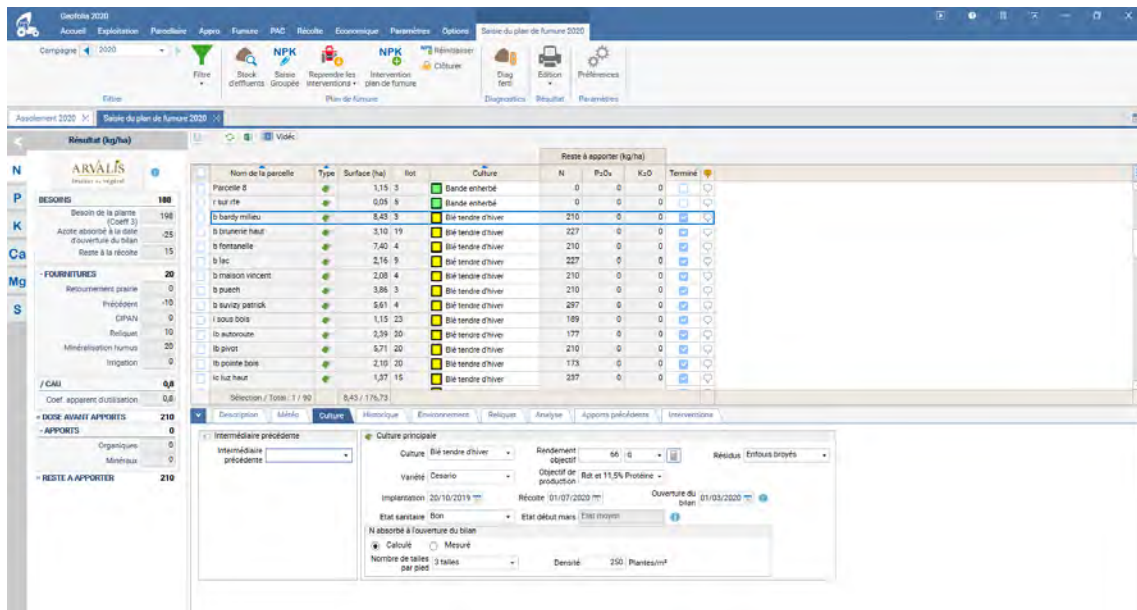 Geofolia 2020
Accueil Exploitation Parcellaire Appro Fumure PAC Récolte Economique Paramètres Options Saisie du plan de fumure 2020
Campagne 2020
Filtre
Filtre
Stock d'effluents
NPK Saisie Groupée
Reprendre les interventions
NPK Intervention plan de fumure
Réinitialiser
Clôturer
Plan de fumure
Diag ferti
Diagnostics
Edition
Résultat
Préférences
Paramètres
Assolement 2020 Saisie du plan de fumure 2020
Résultat (kg/ha)
N
P
K
Ca
Mg
S
ARVALIS
BESOINS 188
Besoin de la plante (Coeff 3) 198
Azote absorbé à la date d'ouverture du bilan -25
Reste à la récolte 15
- FOURNITURES 20
Retournement prairie 0
Précédent -10
CIPAN 0
Reliquat 10
Minéralisation humus 20
Irrigation 0
/ CAU 0,8
Coef. apparent d'utilisation 0,8
= DOSE AVANT APPORTS 210
- APPORTS 0
Organiques 0
Minéraux 0
= RESTE A APPORTER 210
Vidéo
Reste à apporter (kg/ha)
Nom de la parcelle Type Surface (ha) Ilot Culture N P2O5 K2O Terminé
Parcelle 8 1,15 3 Bande enherbé 0 0 0
r sur rte 0,05 5 Bande enherbé 0 0 0
b bardy milieu 8,43 3 Blé tendre d'hiver 210 0 0
b brunerie haut 3,10 19 Blé tendre d'hiver 227 0 0
b fontanelle 7,40 4 Blé tendre d'hiver 210 0 0
b lac 2,16 5 Blé tendre d'hiver 227 0 0
b maison vincent 2,08 4 Blé tendre d'hiver 210 0 0
b puech 3,86 3 Blé tendre d'hiver 210 0 0
b suvizy patrick 5,61 4 Blé tendre d'hiver 297 0 0
i sous bois 1,15 23 Blé tendre d'hiver 189 0 0
lb autoroute 2,39 20 Blé tendre d'hiver 177 0 0
lb pivot 5,71 20 Blé tendre d'hiver 210 0 0
lb pointe bois 2,10 20 Blé tendre d'hiver 173 0 0
lc luz haut 1,37 15 Blé tendre d'hiver 237 0 0
Sélection / Total : 1 / 90 8,43 / 176,73
Description Météo Culture Historique Environnement Reliques Analyse Apports précédents Interventions
Intermédiaire précédente
Intermédiaire précédente
Culture principale
Culture Blé tendre d'hiver Rendement objectif 66 6 Résidus Enfouis broyés
Variété Cesario Objectif de production Rdt et 11,5% Protéine
Implantation 20/10/2019 Récolte 01/07/2020 Ouverture du bilan 01/03/2020
Etat sanitaire Bon Etat début mars Etat moyen
N absorbé à l'ouverture du bilan
Calculé Mesuré
Nombre de talles par pied 3 talles Densité 250 Plantes/m²